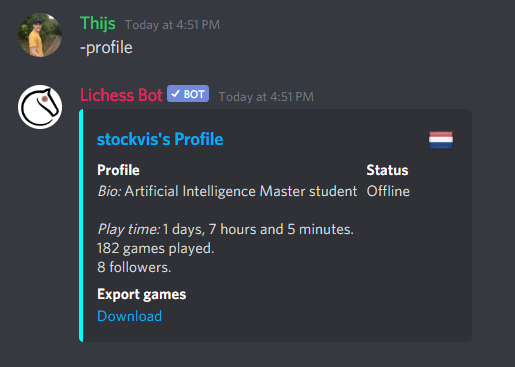 Thijs Today at 4:51 PM
-profile
Lichess Bot ✓ BOT Today at 4:51 PM
stockvis's Profile
Profile Status
Bio: Artificial Intelligence Master student Offline
Play time: 1 days, 7 hours and 5 minutes.
182 games played.
8 followers.
Export games
Download